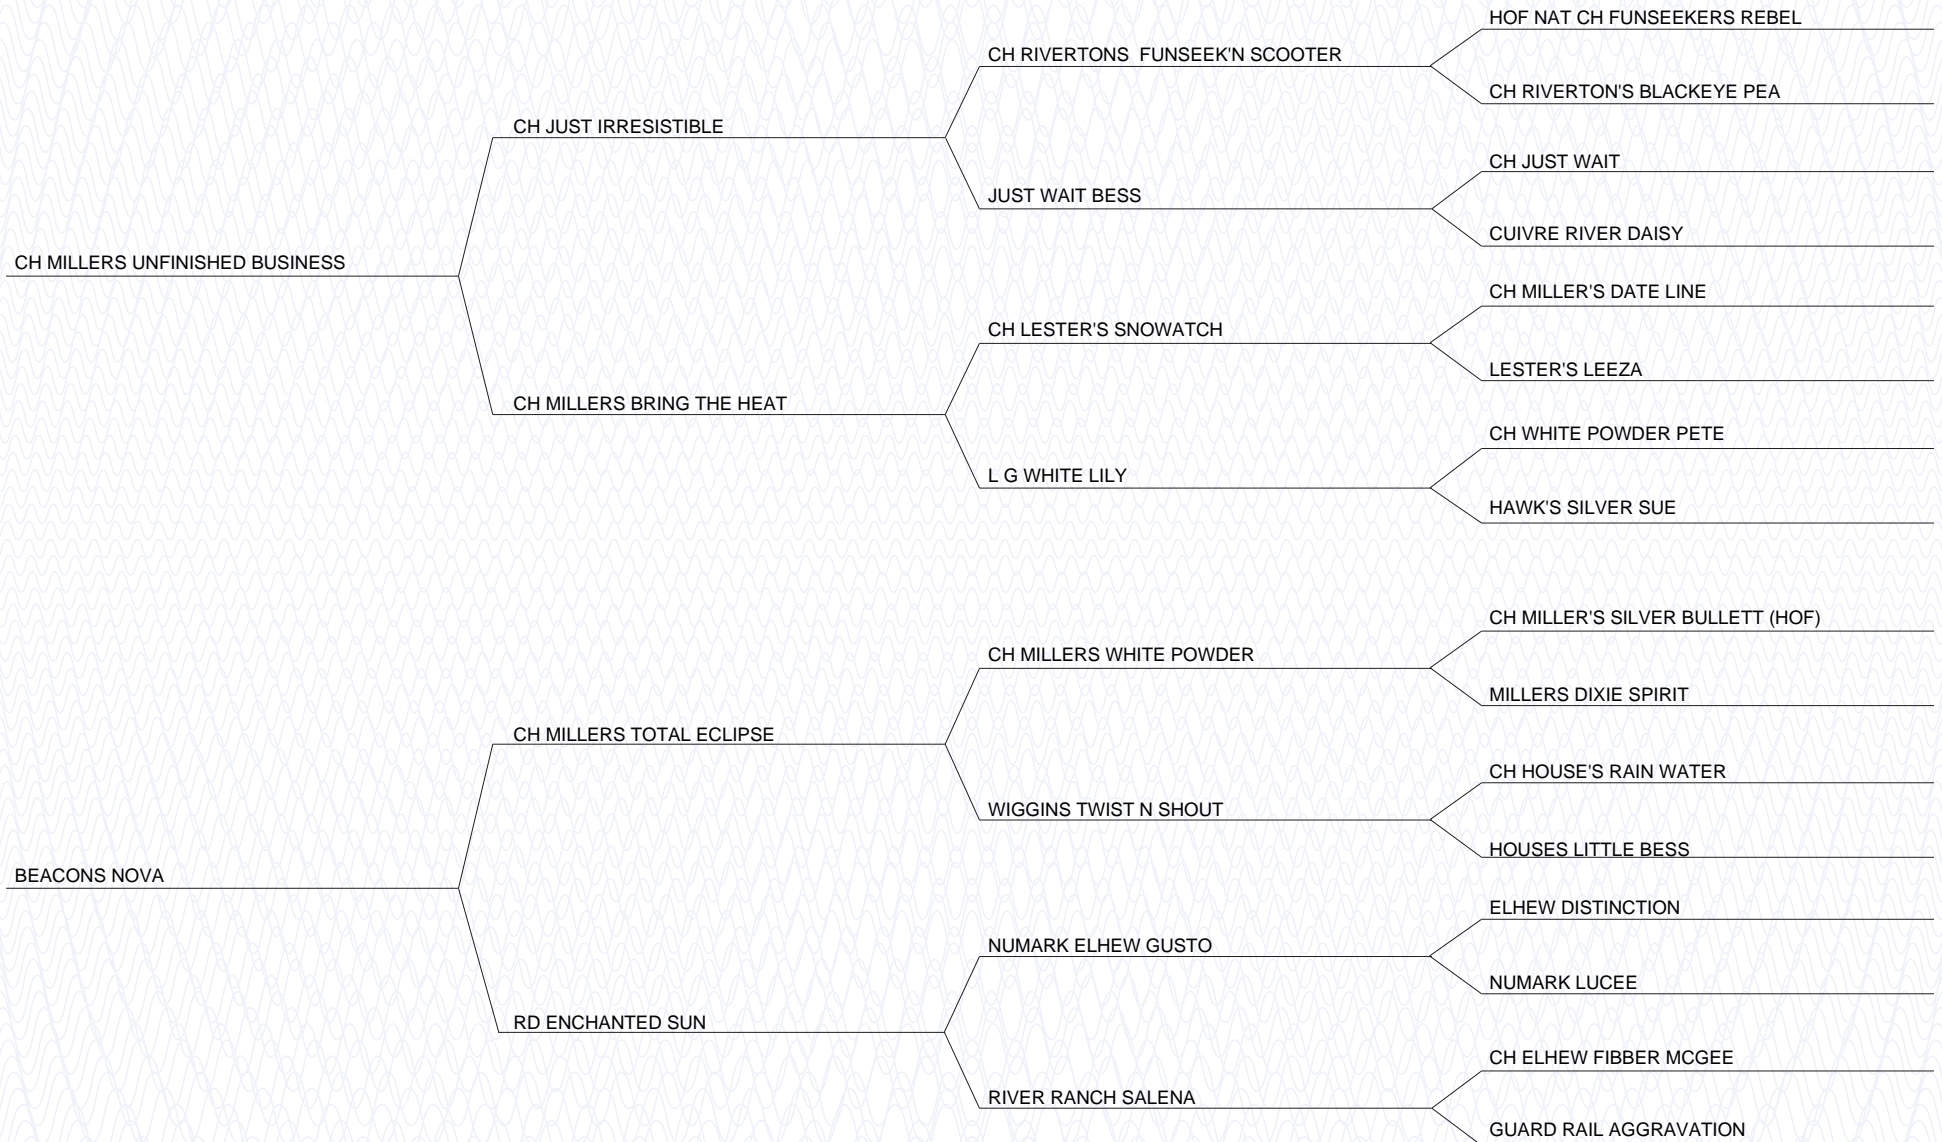 HOF NAT CH FUNSEEKERS REBEL
CH RIVERTONS  FUNSEEK'N SCOOTER
CH RIVERTON'S BLACKEYE PEA
CH JUST IRRESISTIBLE
CH JUST WAIT
JUST WAIT BESS
CUIVRE RIVER DAISY
CH MILLERS UNFINISHED BUSINESS
CH MILLER'S DATE LINE
CH LESTER'S SNOWATCH
LESTER'S LEEZA
CH MILLERS BRING THE HEAT
CH WHITE POWDER PETE
L G WHITE LILY
HAWK'S SILVER SUE
CH MILLER'S SILVER BULLETT (HOF)
CH MILLERS WHITE POWDER
MILLERS DIXIE SPIRIT
CH MILLERS TOTAL ECLIPSE
CH HOUSE'S RAIN WATER
WIGGINS TWIST N SHOUT
HOUSES LITTLE BESS
BEACONS NOVA
ELHEW DISTINCTION
NUMARK ELHEW GUSTO
NUMARK LUCEE
RD ENCHANTED SUN
CH ELHEW FIBBER MCGEE
RIVER RANCH SALENA
GUARD RAIL AGGRAVATION